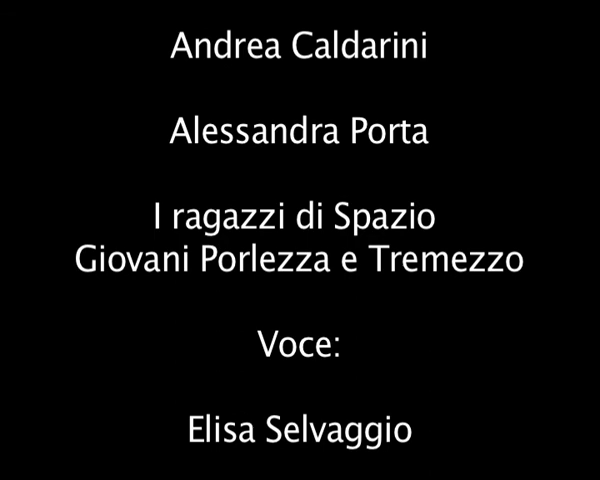 Andrea Caldarini
Alessandra Porta
I ragazzi di Spazio
Giovani Porlezza e Tremezzo
Voce:
Elisa Selvaggio